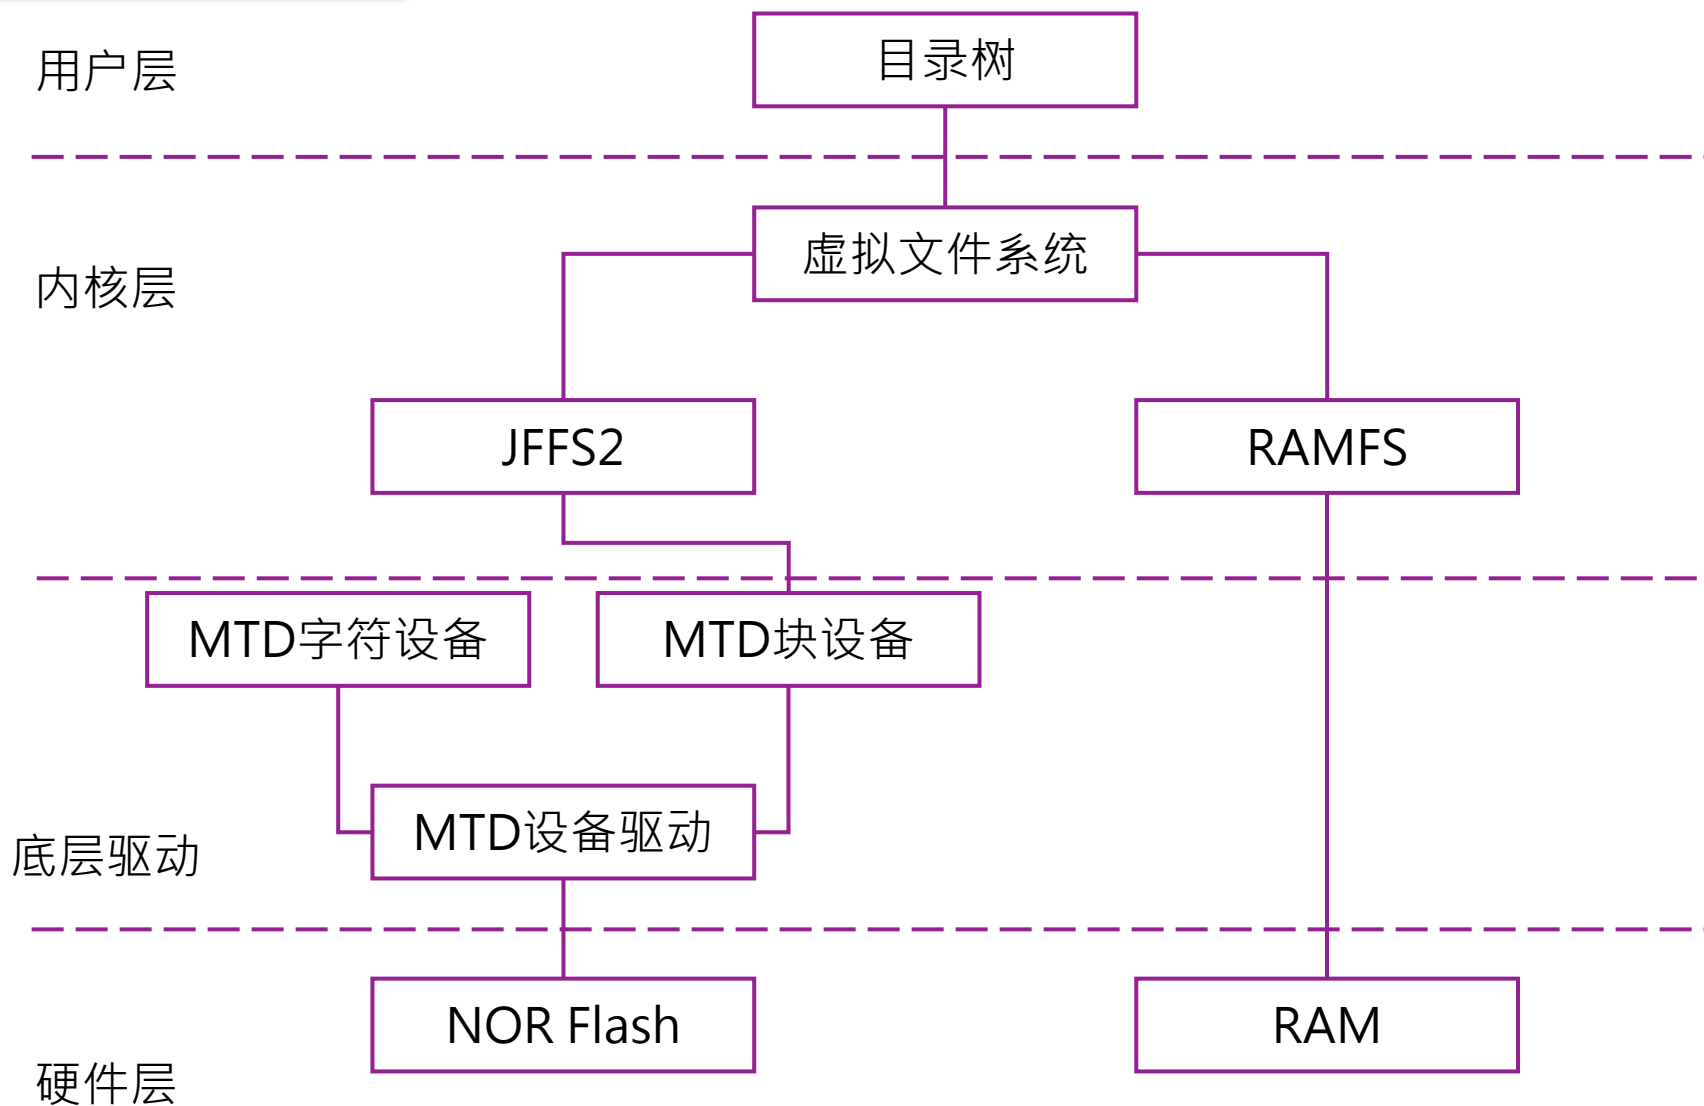 用户层
目录树
虚拟文件系统
内核层
JFFS2
RAMFS
MTD字符设备
MTD块设备
MTD设备驱动
底层驱动
NOR Flash
RAM
硬件层